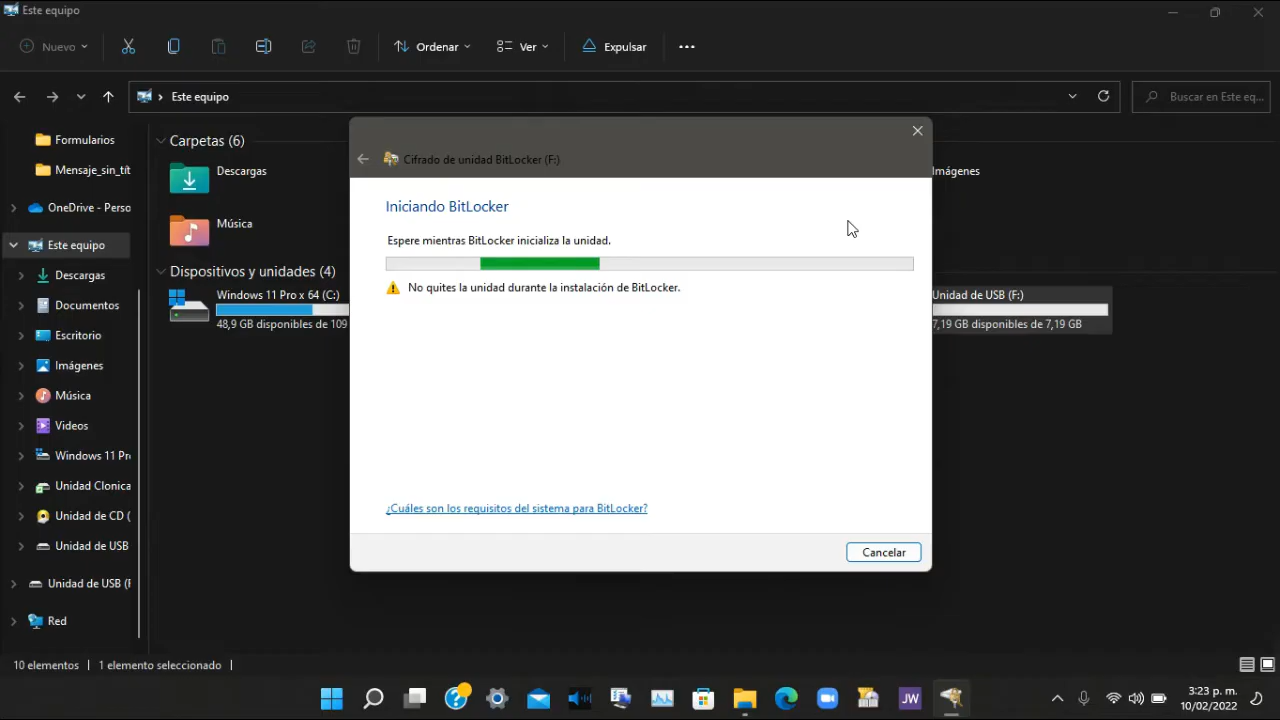 Este equipo
Nuevo
Ordenar
Ver
Expulsar
Este equipo
Buscar en Este eq...
Formularios
Mensaje_sin_tít
OneDrive - Perso
Este equipo
Descargas
Documentos
Escritorio
Imágenes
Música
Videos
Windows 11 Pro
Unidad Clonica
Unidad de CD (
Unidad de USB
Unidad de USB (F
Red
Carpetas (6)
Descargas
Imágenes
Música
Dispositivos y unidades (4)
Windows 11 Pro x 64 (C:)
48,9 GB disponibles de 109
Unidad de USB (F:)
7,19 GB disponibles de 7,19 GB
Cifrado de unidad BitLocker (F:)
Iniciando BitLocker
Espere mientras BitLocker inicializa la unidad.
No quites la unidad durante la instalación de BitLocker.
¿Cuáles son los requisitos del sistema para BitLocker?
Cancelar
10 elementos
1 elemento seleccionado
JW
3:23 p. m.
10/02/2022